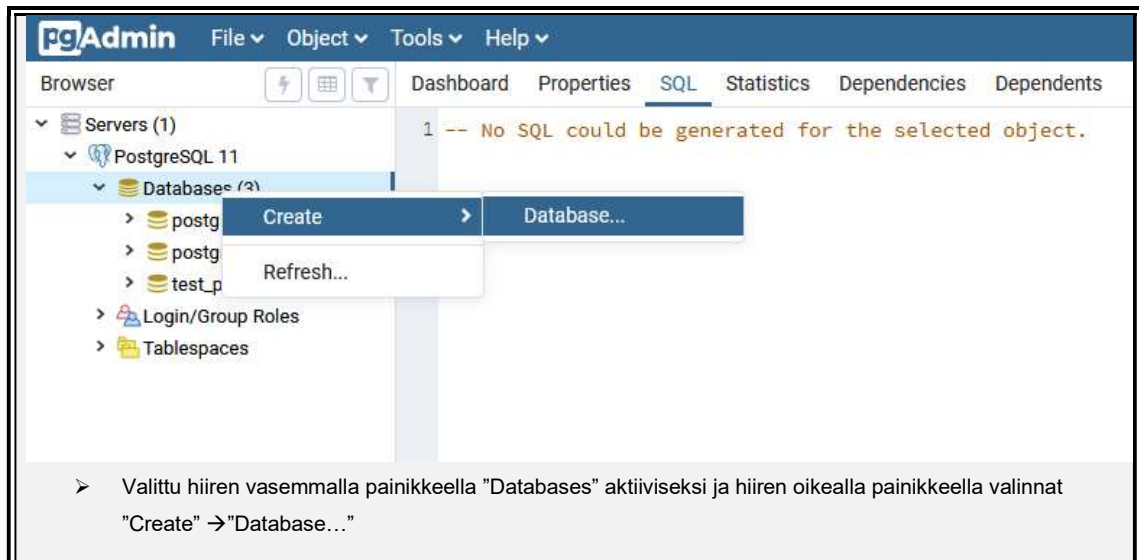 pgAdmin File Object Tools Help
Browser Dashboard Properties SQL Statistics Dependencies Dependents
Servers (1)
1 -- No SQL could be generated for the selected object.
PostgreSQL 11
Databases (3)
postg Create Database...
postg
Refresh...
test_p
Login/Group Roles
Tablespaces
➢ Valittu hiiren vasemmalla painikkeella ”Databases” aktiiviseksi ja hiiren oikealla painikkeella valinnat
”Create” →”Database…”